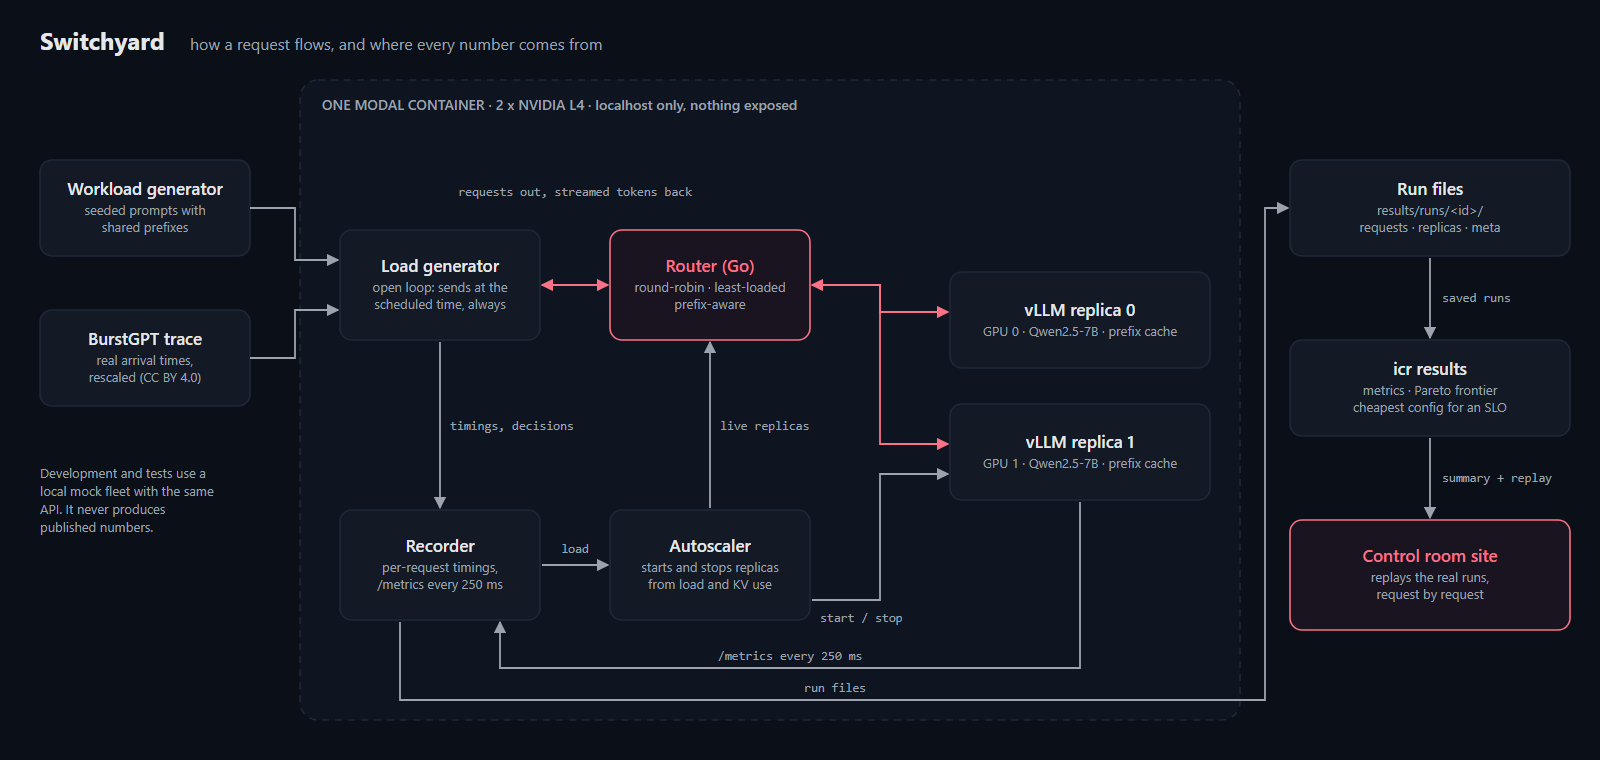 Switchyard
how a request flows, and where every number comes from
ONE MODAL CONTAINER · 2 x NVIDIA L4 · localhost only, nothing exposed
Workload generator
seeded prompts with
shared prefixes
BurstGPT trace
real arrival times,
rescaled (CC BY 4.0)
Development and tests use a
local mock fleet with the same
API. It never produces
published numbers.
requests out, streamed tokens back
Load generator
open loop: sends at the
scheduled time, always
Router (Go)
round-robin · least-loaded
prefix-aware
vLLM replica 0
GPU 0 · Qwen2.5-7B · prefix cache
vLLM replica 1
GPU 1 · Qwen2.5-7B · prefix cache
timings, decisions
live replicas
Recorder
per-request timings,
/metrics every 250 ms
load
Autoscaler
starts and stops replicas
from load and KV use
start / stop
/metrics every 250 ms
run files
Run files
results/runs/<id>/
requests · replicas · meta
saved runs
icr results
metrics · Pareto frontier
cheapest config for an SLO
summary + replay
Control room site
replays the real runs,
request by request